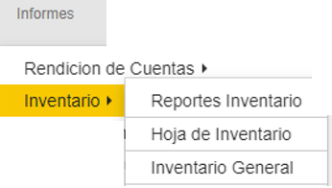 Informes
Rendicion de Cuentas
Inventario
Reportes Inventario
Hoja de Inventario
Inventario General